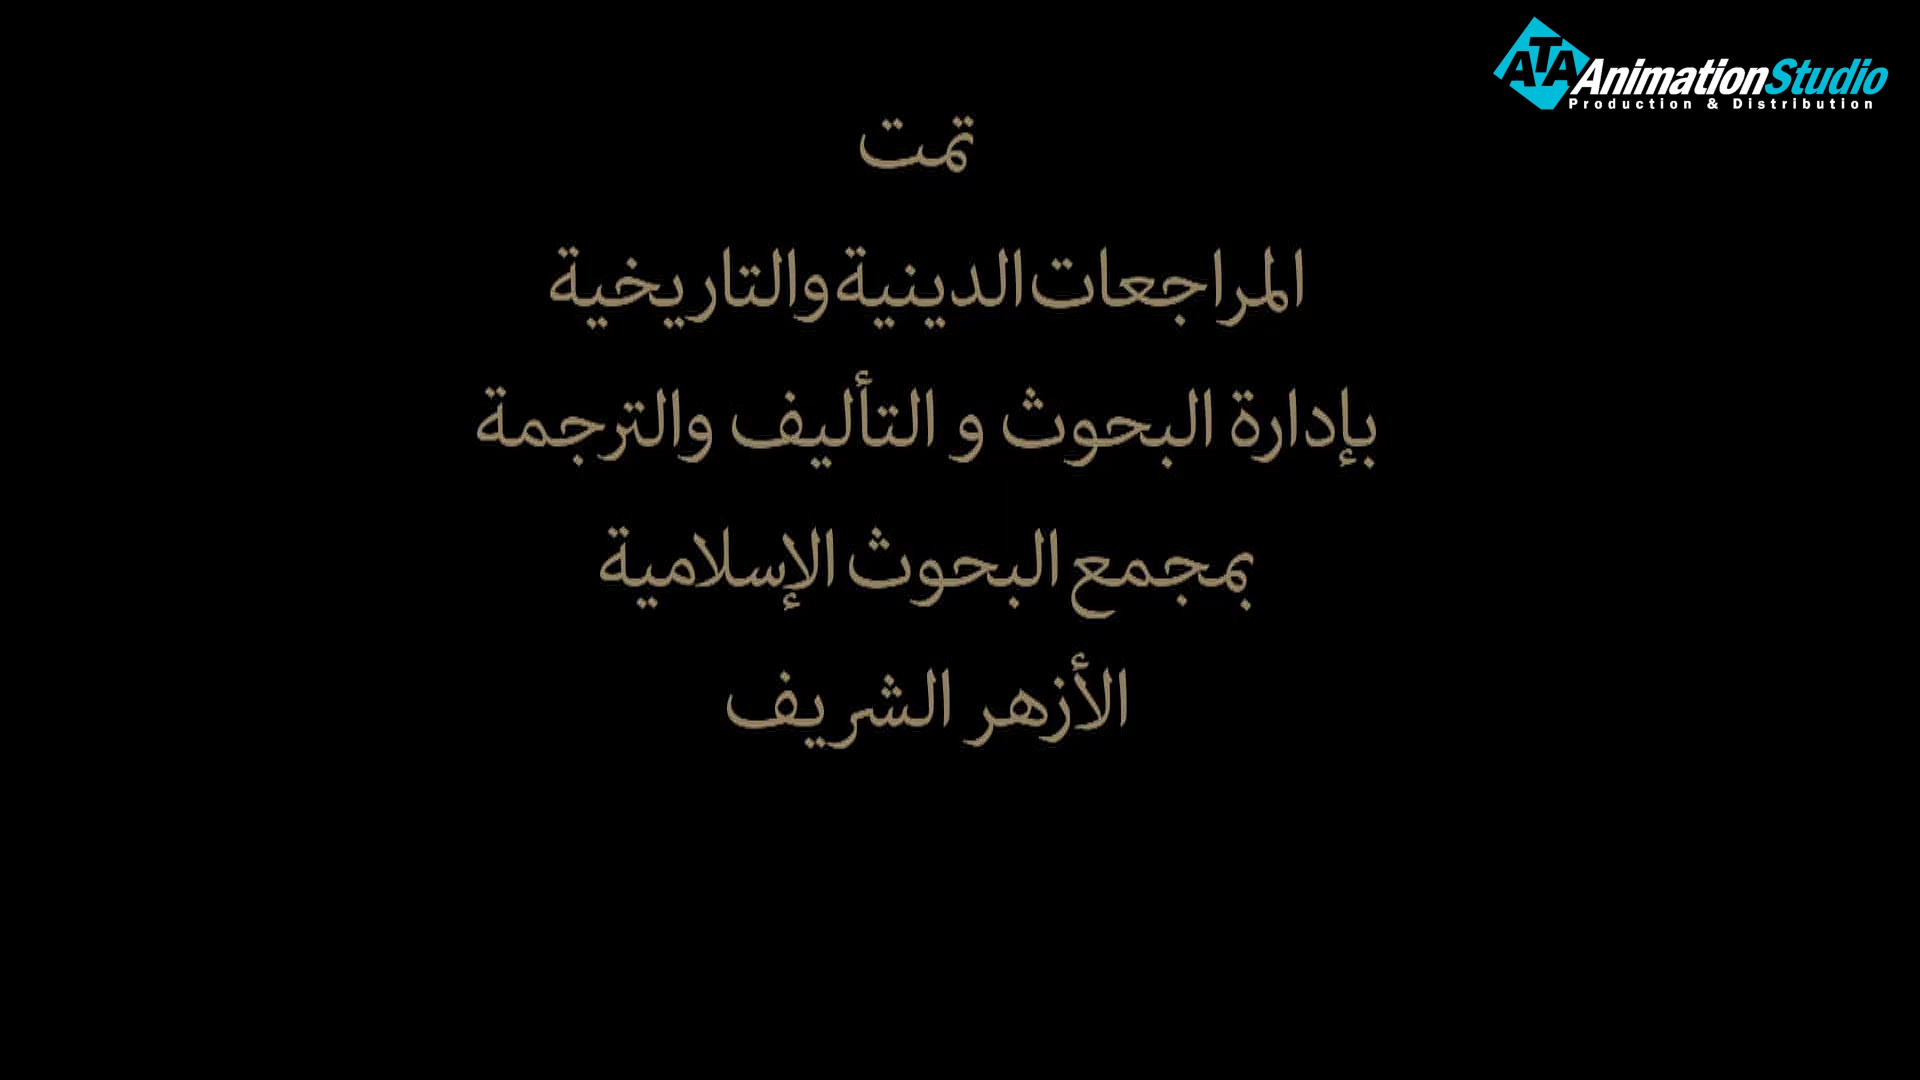 ATA AnimationStudio
Production & Distribution
تمت
المراجعات الدينية والتاريخية
بإدارة البحوث و التأليف والترجمة
بمجمع البحوث الإسلامية
الأزهر الشريف